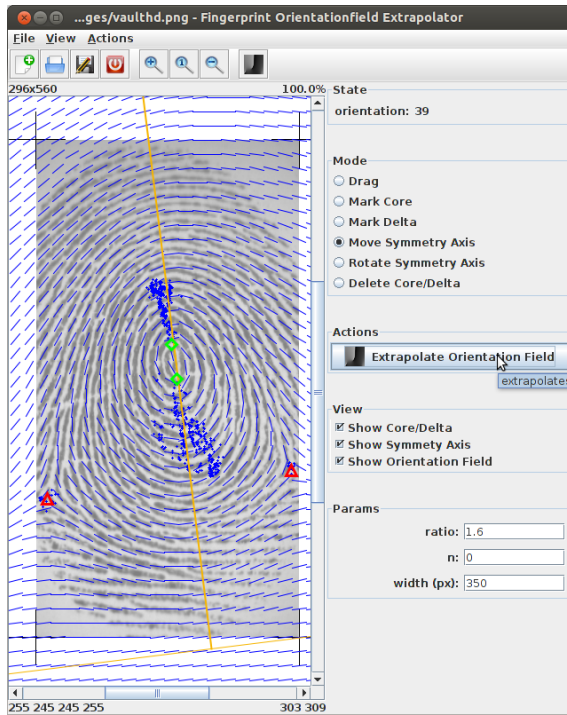 ...ges/vaulthd.png - Fingerprint Orientationfield Extrapolator
File View Actions
296x560 100.0%
State
orientation: 39
Mode
Drag
Mark Core
Mark Delta
Move Symmetry Axis
Rotate Symmetry Axis
Delete Core/Delta
Actions
Extrapolate Orientation Field
extrapolates
View
Show Core/Delta
Show Symmety Axis
Show Orientation Field
Params
ratio: 1.6
n: 0
width (px): 350
255 245 245 255 303 309